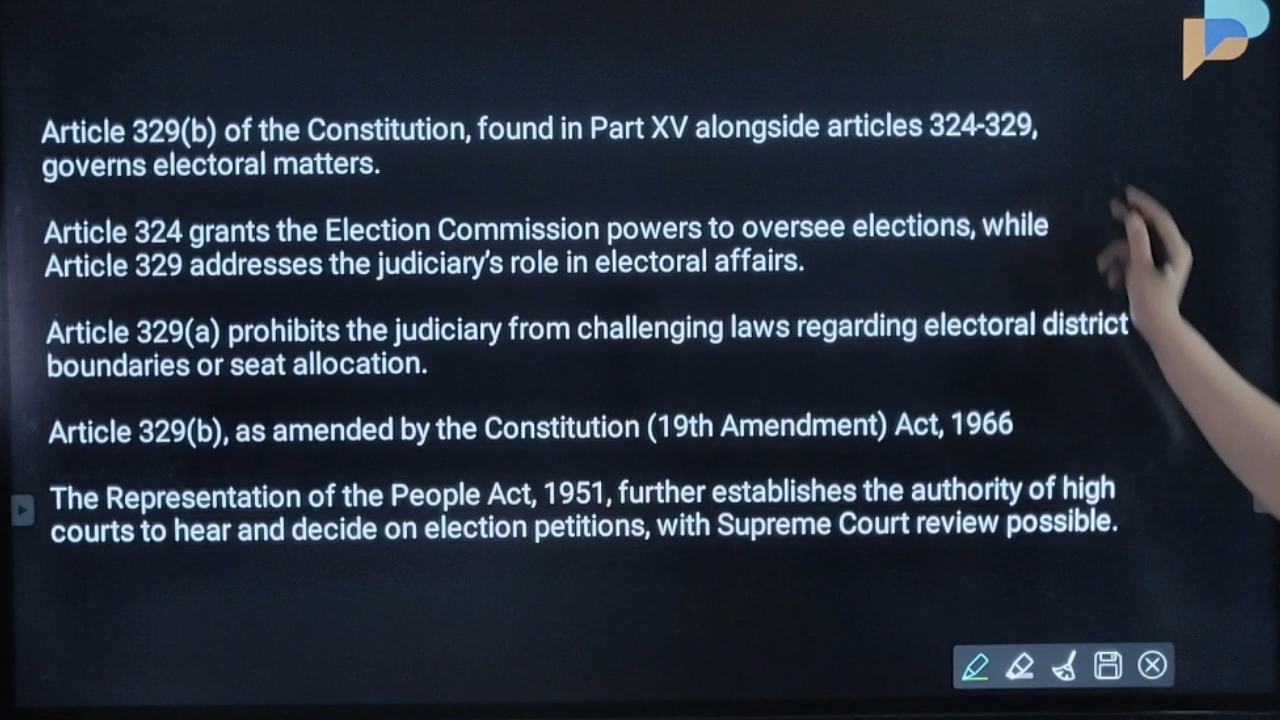 Article 329(b) of the Constitution, found in Part XV alongside articles 324-329,
governs electoral matters.
Article 324 grants the Election Commission powers to oversee elections, while
Article 329 addresses the judiciary's role in electoral affairs.
Article 329(a) prohibits the judiciary from challenging laws regarding electoral district
boundaries or seat allocation.
Article 329(b), as amended by the Constitution (19th Amendment) Act, 1966
The Representation of the People Act, 1951, further establishes the authority of high
courts to hear and decide on election petitions, with Supreme Court review possible.